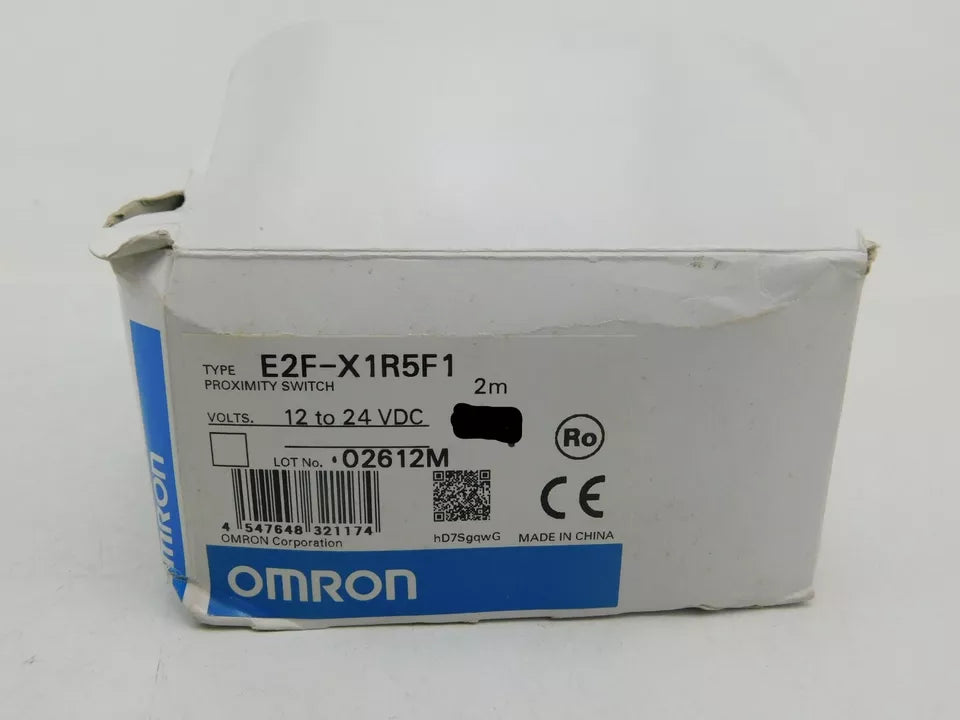 TYPE E2F-X1R5F1
PROXIMITY SWITCH 2m
VOLTS. 12 to 24 VDC
Ro
LOT No. 02612M
4 547648 321174
hD7SgqwG
CE
MADE IN CHINA
OMRON Corporation
OMRON
OMRON